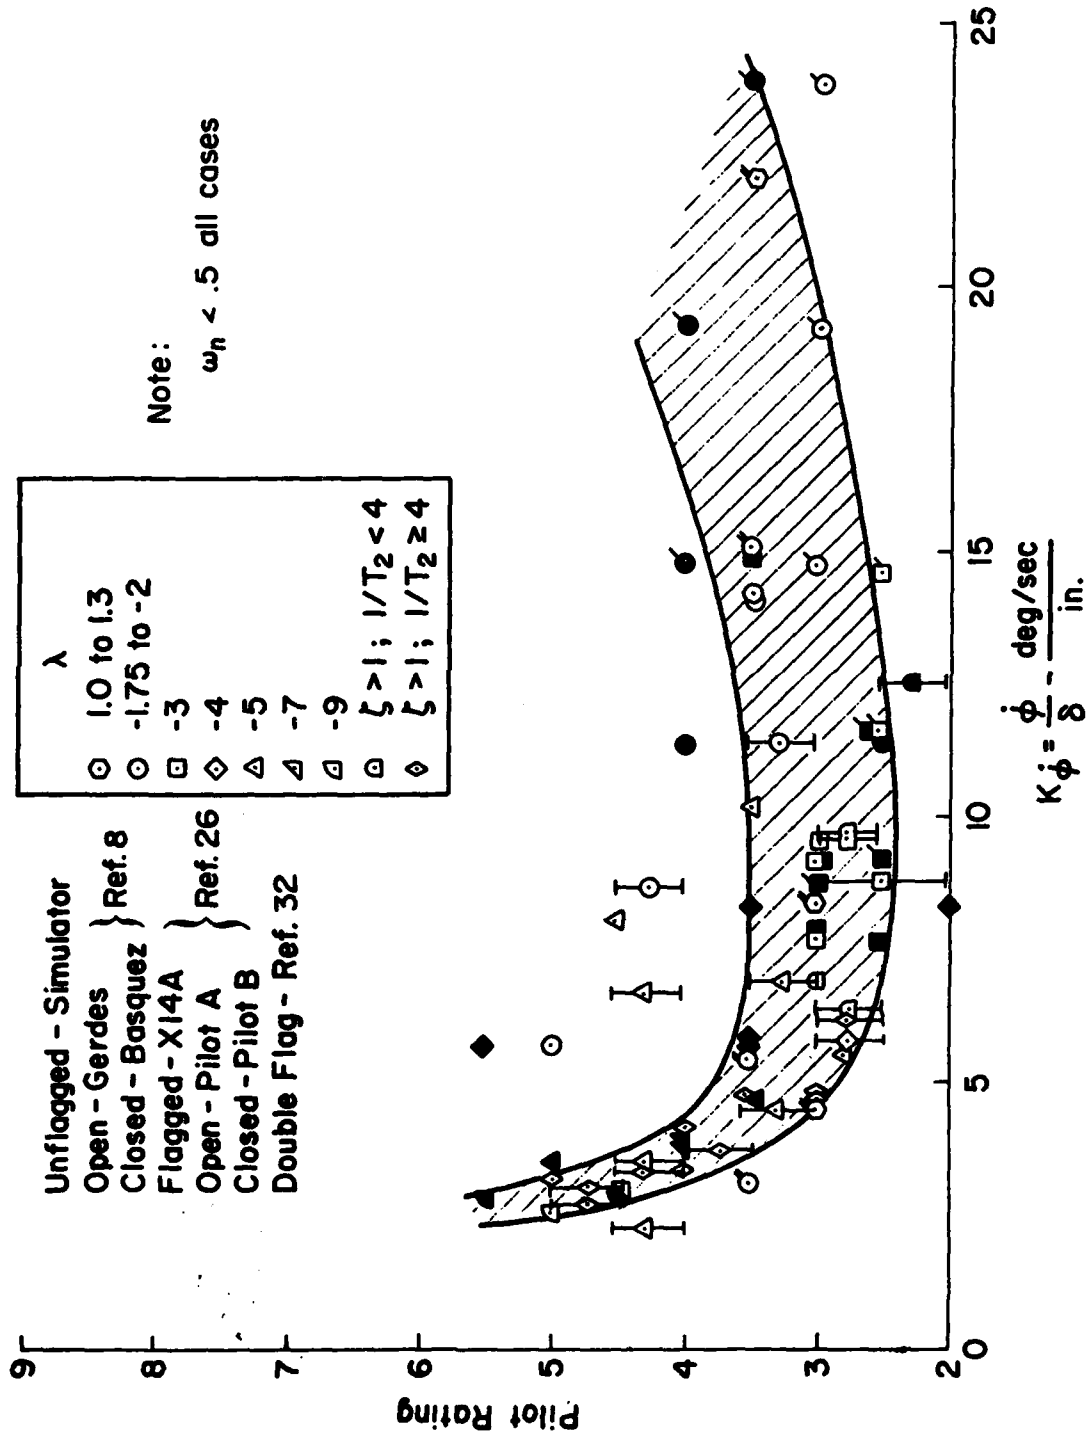 Unflagged - Simulator
Open - Gerdes
Closed - Basquez
} Ref. 8
Flagged - X14A
Open - Pilot A
Closed - Pilot B
} Ref. 26
Double Flag - Ref. 32
λ
1.0 to 1.3
-1.75 to -2
-3
-4
-5
-7
-9
ζ > 1 ; 1/T₂ < 4
ζ > 1 ; 1/T₂ ≥ 4
Note:
ωₙ < .5 all cases
Pilot Rating
9
8
7
6
5
4
3
2
0
5
10
15
20
25
K_φ̇ = φ̇/δ - deg/sec / in.